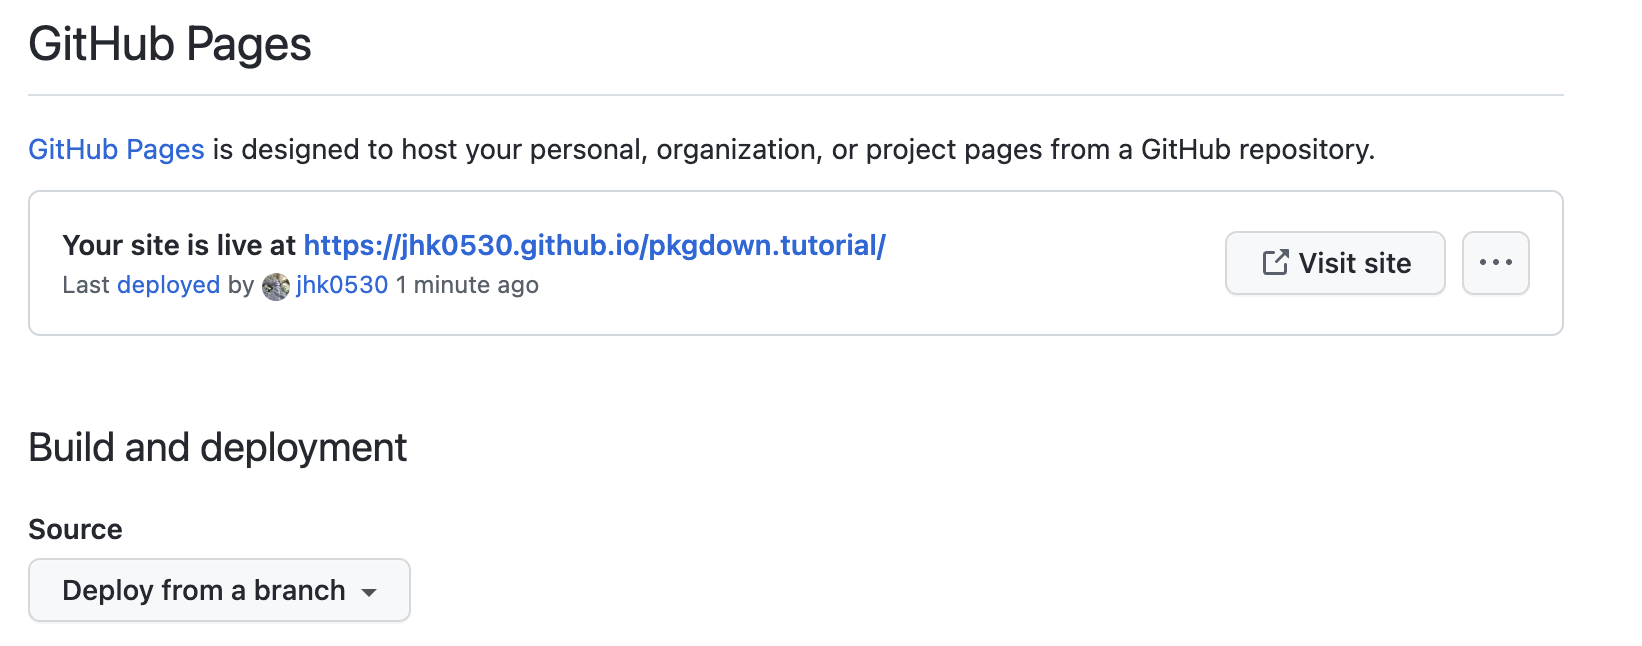 GitHub Pages
GitHub Pages is designed to host your personal, organization, or project pages from a GitHub repository.
Your site is live at https://jhk0530.github.io/pkgdown.tutorial/
Last deployed by jhk0530 1 minute ago
Visit site
Build and deployment
Source
Deploy from a branch